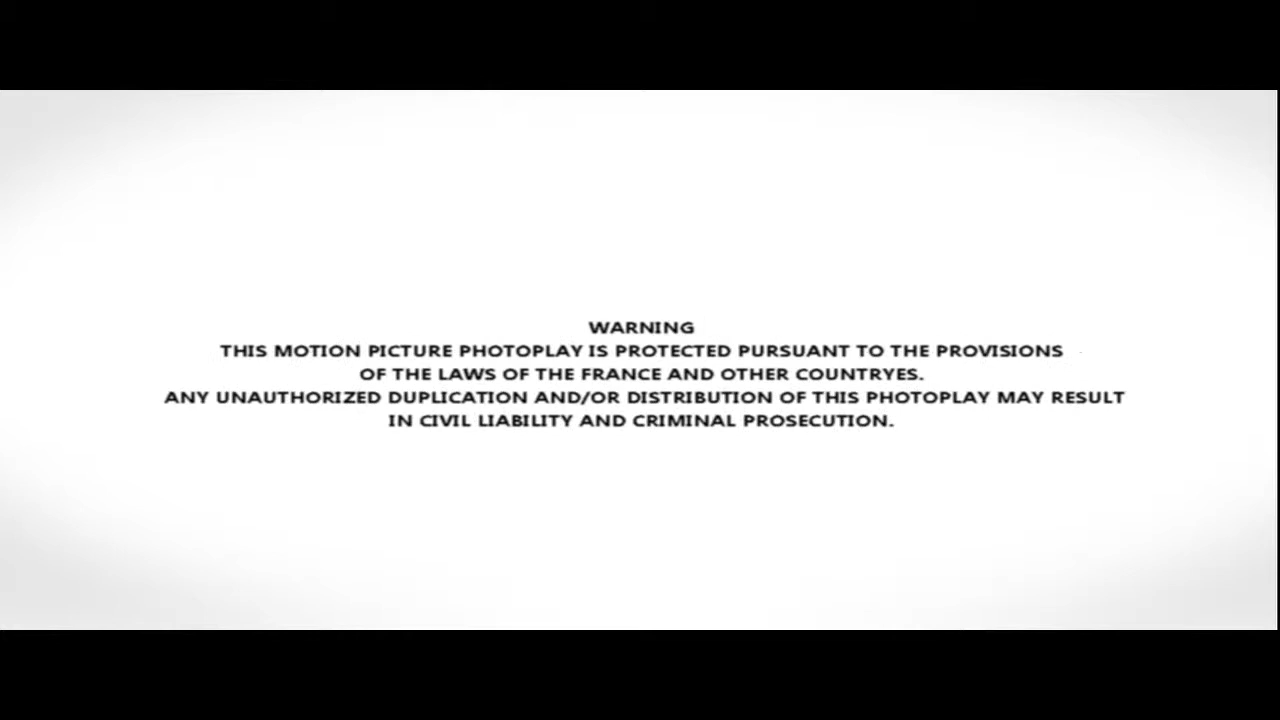 WARNING
THIS MOTION PICTURE PHOTOPLAY IS PROTECTED PURSUANT TO THE PROVISIONS
OF THE LAWS OF THE FRANCE AND OTHER COUNTRYES.
ANY UNAUTHORIZED DUPLICATION AND/OR DISTRIBUTION OF THIS PHOTOPLAY MAY RESULT
IN CIVIL LIABILITY AND CRIMINAL PROSECUTION.